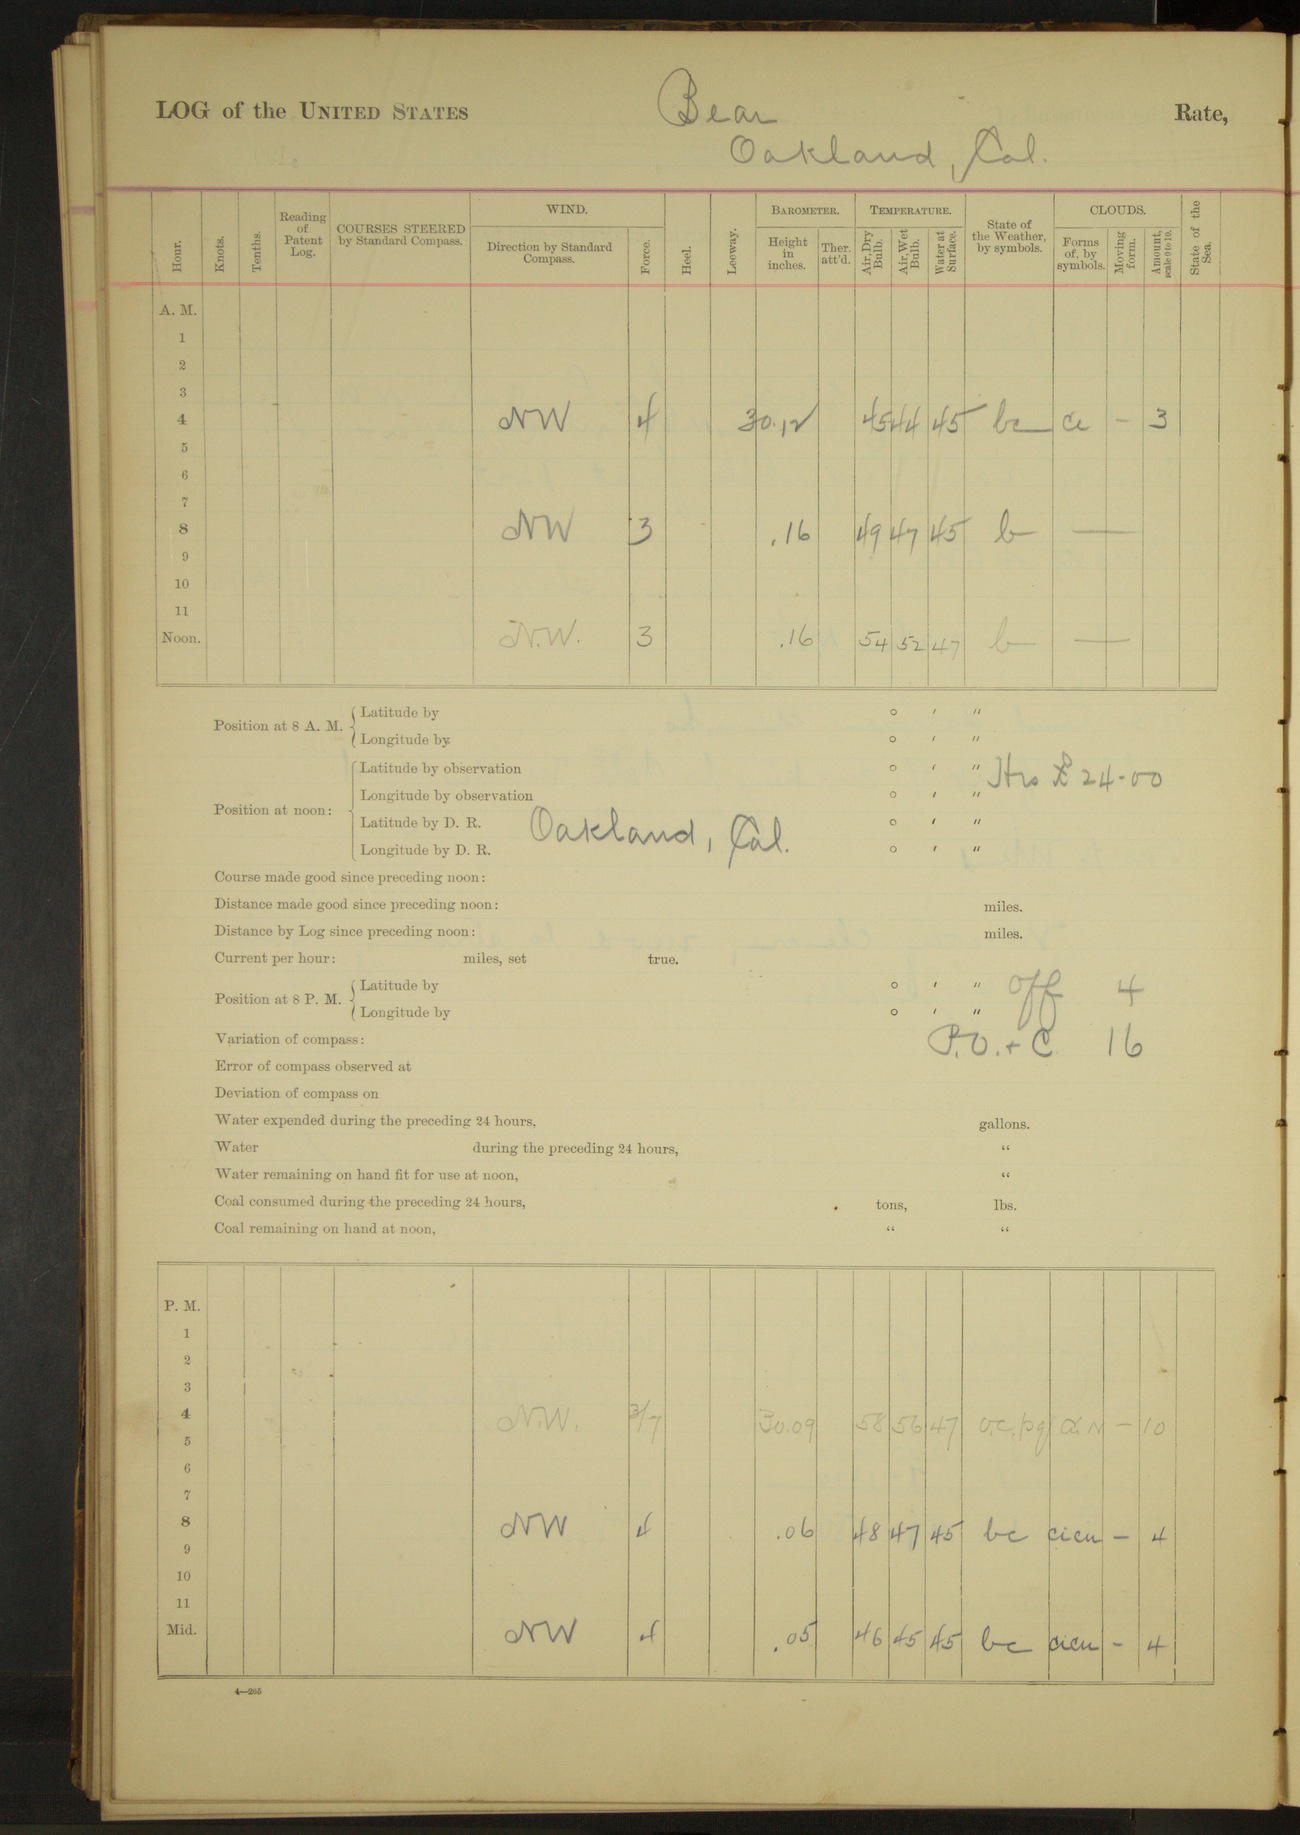 LOG of the UNITED STATES Bear Rate,
Oakland, Cal.
Hour. Knots. Tenths. Reading of Patent Log. COURSES STEERED by Standard Compass. WIND. Direction by Standard Compass. Force. Heel. Leeway. BAROMETER. Height in inches. Ther. att'd. TEMPERATURE. Air, Dry Bulb. Air, Wet Bulb. Water at Surface. State of the Weather, by symbols. CLOUDS. Forms of, by symbols. Moving form. Amount, scale 0 to 10. State of the Sea.
A. M.
1
2
3
4 NW 4 30.12 45 44 45 bc ci — 3
5
6
7
8 NW 3 .16 49 47 45 b —
9
10
11
Noon. N.W. 3 .16 54 52 47 b —
Position at 8 A. M. { Latitude by ° ′ ″
Longitude by ° ′ ″
Position at noon: Latitude by observation ° ′ ″ Hrs 24-00
Longitude by observation ° ′ ″
Latitude by D. R. Oakland, Cal. ° ′ ″
Longitude by D. R. ° ′ ″
Course made good since preceding noon:
Distance made good since preceding noon: miles.
Distance by Log since preceding noon: miles.
Current per hour: miles, set true.
Position at 8 P. M. { Latitude by ° ′ ″ Off 4
Longitude by ° ′ ″
Variation of compass: P.O. + C 16
Error of compass observed at
Deviation of compass on
Water expended during the preceding 24 hours, gallons.
Water during the preceding 24 hours, “
Water remaining on hand fit for use at noon, “
Coal consumed during the preceding 24 hours, tons, lbs.
Coal remaining on hand at noon, “ “
P. M.
1
2
3
4 N.W. 3/7 30.09 58 56 47 o.c.pq ci.N — 10
5
6
7
8 NW 4 .06 48 47 45 bc cicu — 4
9
10
11
Mid. NW 4 .05 46 45 45 bc cicu - 4
4—265